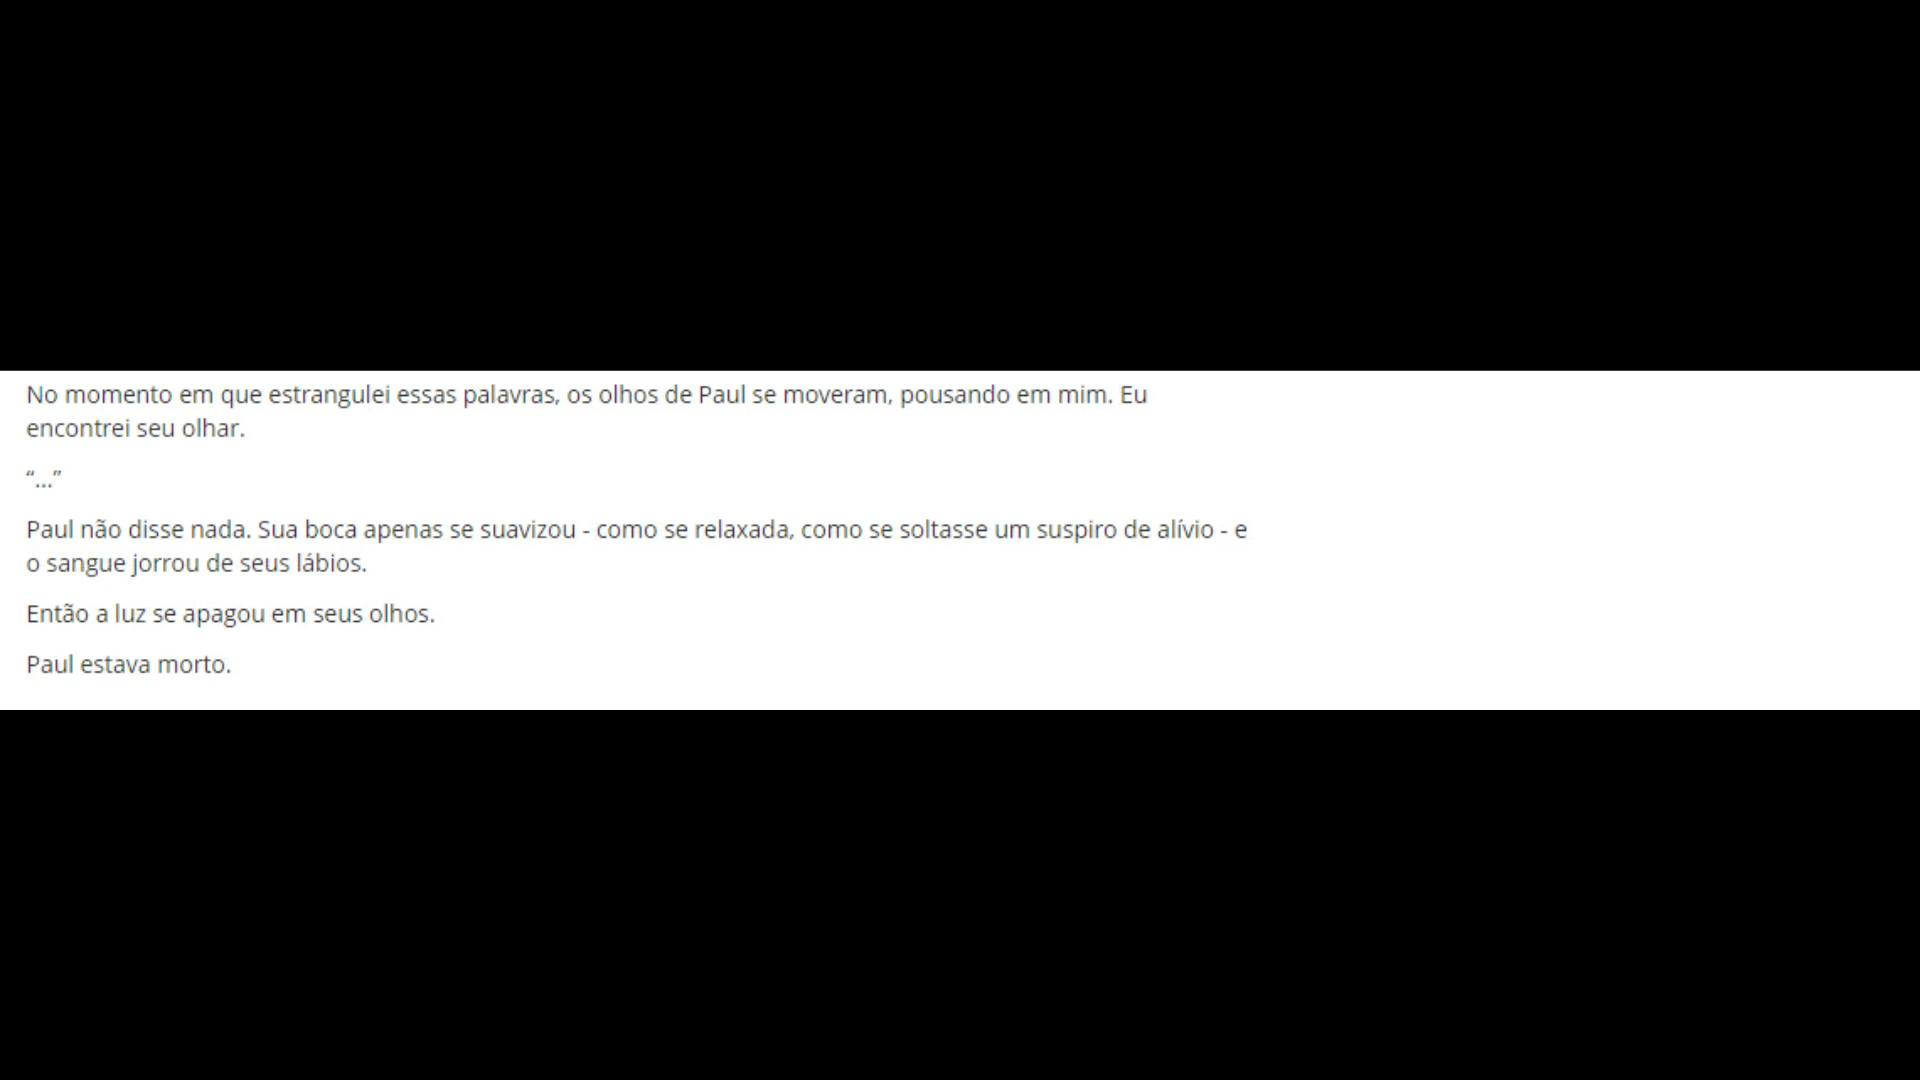 No momento em que estrangulei essas palavras, os olhos de Paul se moveram, pousando em mim. Eu
encontrei seu olhar.
“...”
Paul não disse nada. Sua boca apenas se suavizou - como se relaxada, como se soltasse um suspiro de alívio - e
o sangue jorrou de seus lábios.
Então a luz se apagou em seus olhos.
Paul estava morto.